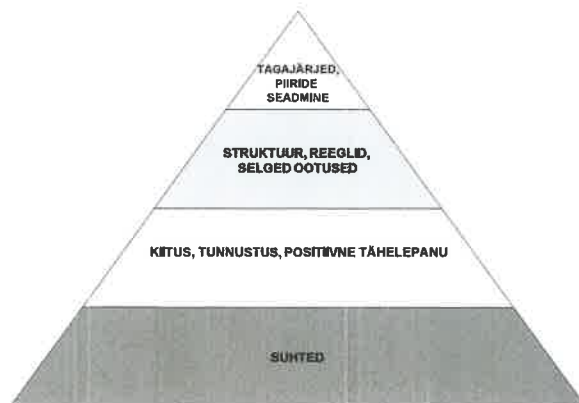 TAGAJÄRJED,
PIIRIDE
SEADMINE
STRUKTUUR, REEGLID,
SELGED OOTUSED
KIITUS, TUNNUSTUS, POSITIIVNE TÄHELEPANU
SUHTED